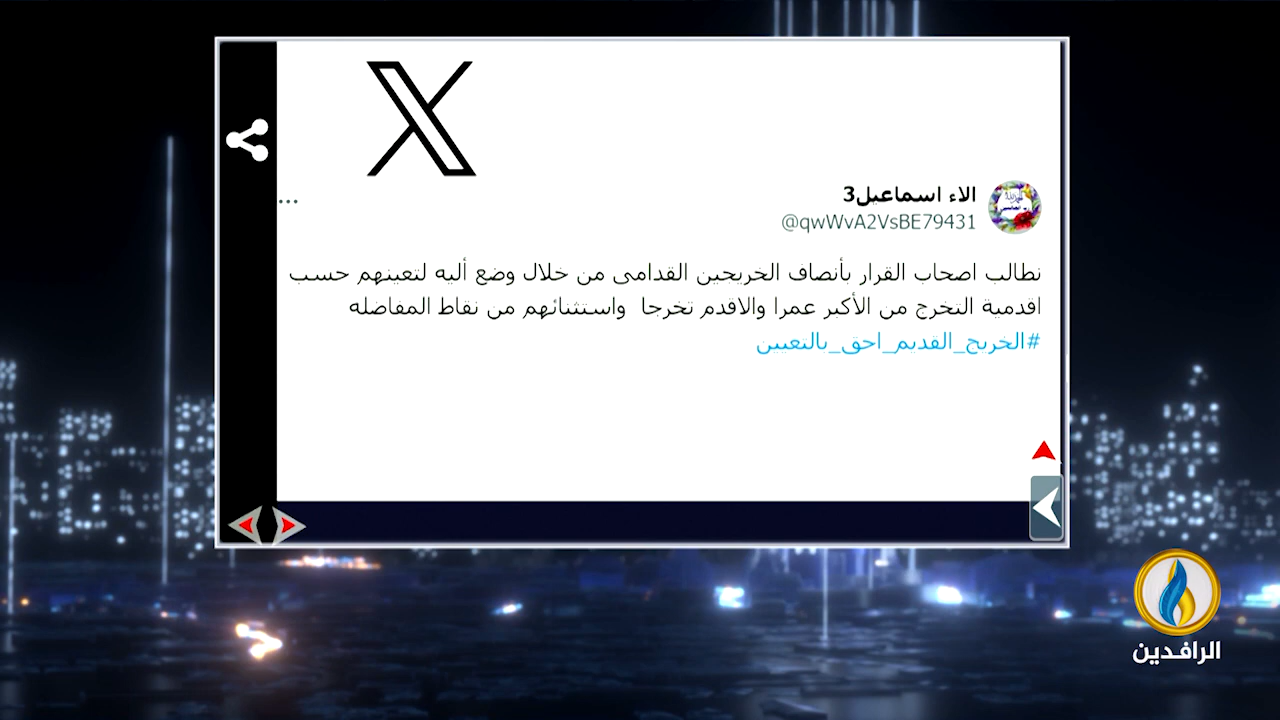 الاء اسماعيل3
@qwWvA2VsBE79431
...
نطالب اصحاب القرار بأنصاف الخريجين القدامى من خلال وضع أليه لتعينهم حسب
اقدمية التخرج من الأكبر عمرا والاقدم تخرجا واستثنائهم من نقاط المفاضله
#الخريج_القديم_احق_بالتعيين
الرافدين